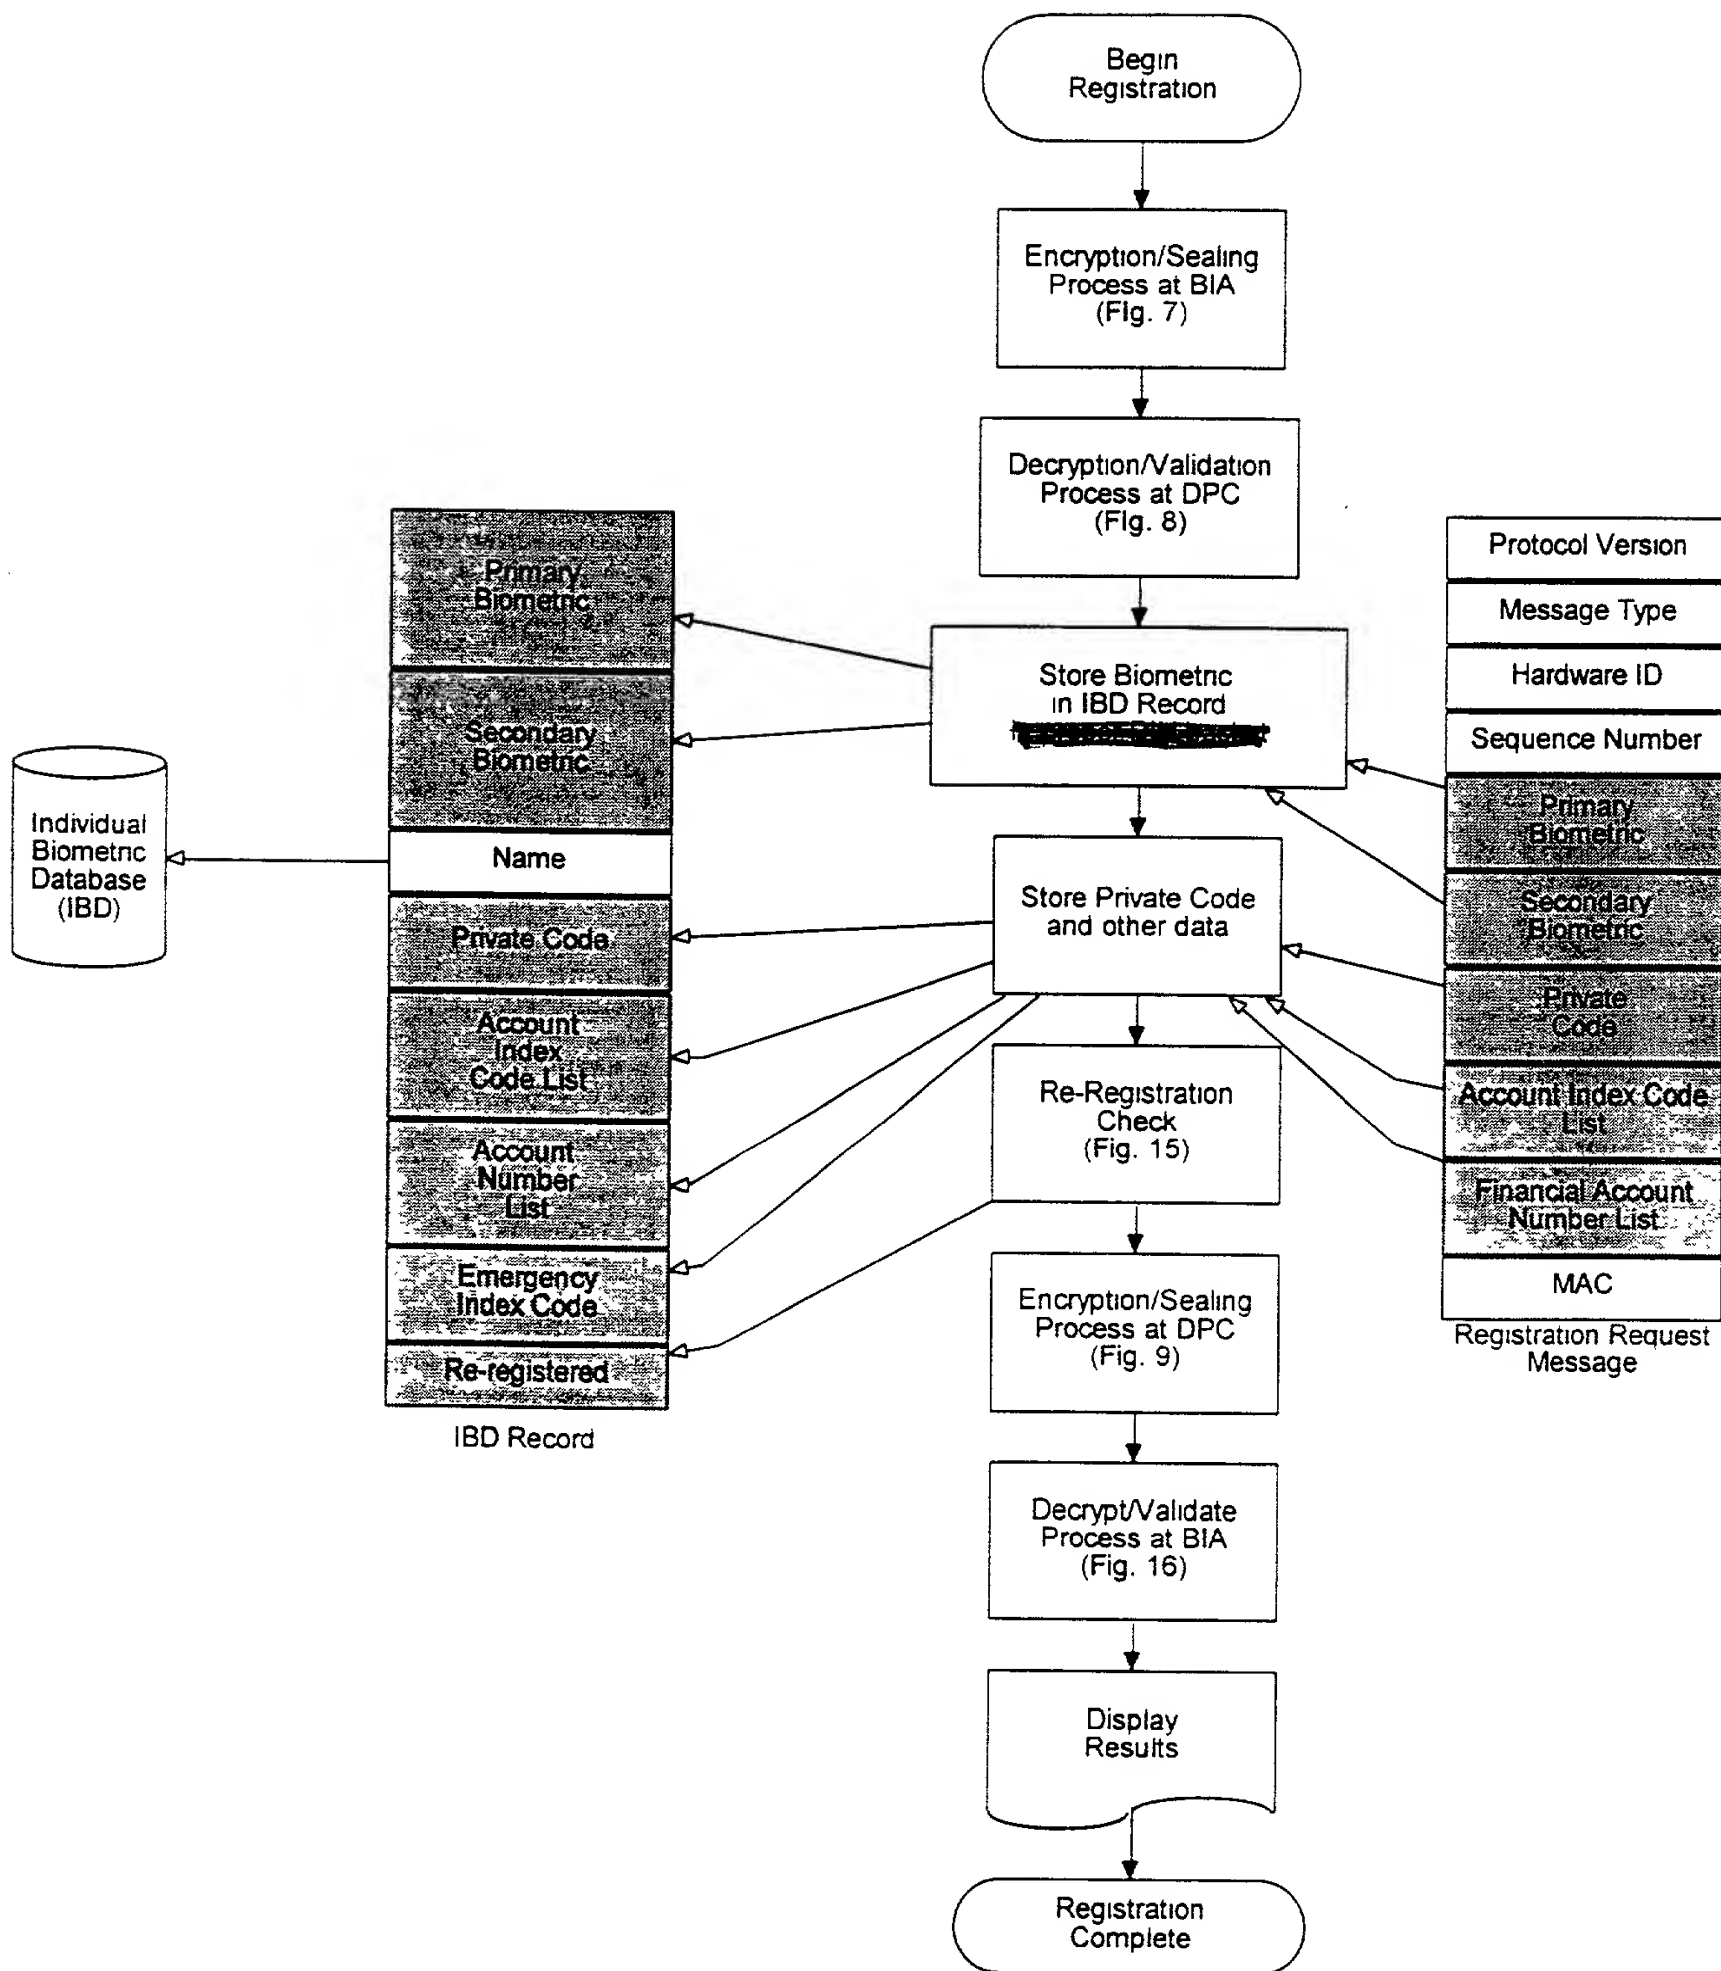 Begin
Registration
Encryption/Sealing
Process at BIA
(Fig. 7)
Decryption/Validation
Process at DPC
(Fig. 8)
Store Biometric
in IBD Record
Store Private Code
and other data
Re-Registration
Check
(Fig. 15)
Encryption/Sealing
Process at DPC
(Fig. 9)
Decrypt/Validate
Process at BIA
(Fig. 16)
Display
Results
Registration
Complete
Individual
Biometric
Database
(IBD)
Primary
Biometric
Secondary
Biometric
Name
Private Code
Account
Index
Code List
Account
Number
List
Emergency
Index Code
Re-registered
IBD Record
Protocol Version
Message Type
Hardware ID
Sequence Number
Primary
Biometric
Secondary
Biometric
Private
Code
Account Index Code
List
Financial Account
Number List
MAC
Registration Request
Message